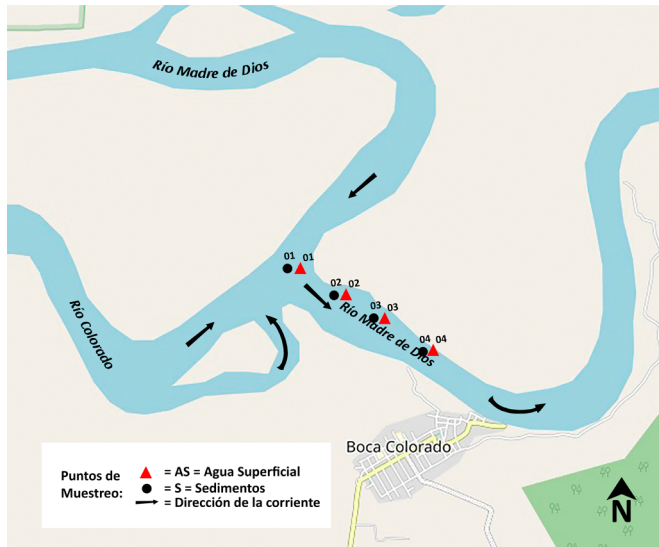 Río Madre de Dios
01 01
02 02
03 03
Río Madre de Dios
04 04
Río Colorado
Boca Colorado
Puntos de Muestreo:
= AS = Agua Superficial
= S = Sedimentos
= Dirección de la corriente
N